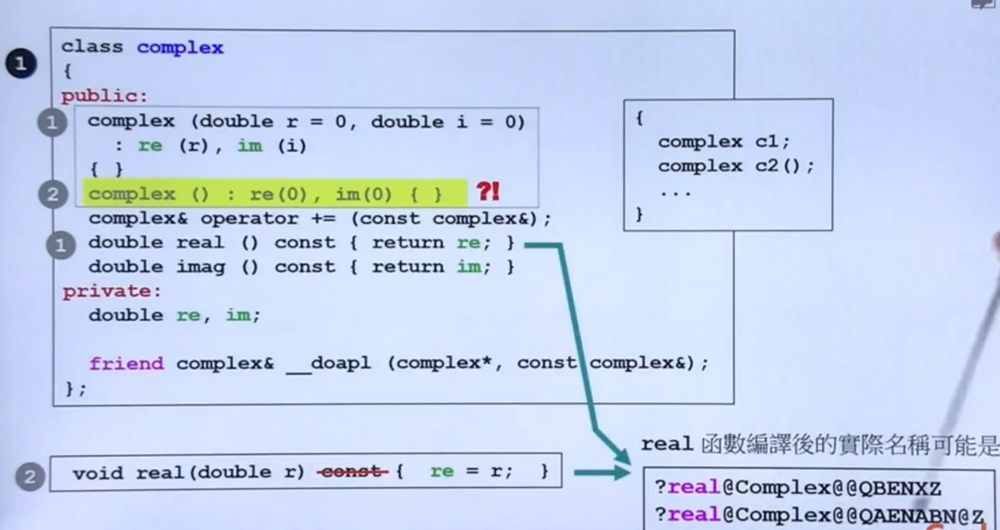 1
class complex
{
public:
1
complex (double r = 0, double i = 0)
: re (r), im (i)
{ }
2
complex () : re(0), im(0) { } ?!
complex& operator += (const complex&);
1
double real () const { return re; }
double imag () const { return im; }
private:
double re, im;
friend complex& __doapl (complex*, const complex&);
};
{
complex c1;
complex c2();
...
}
2
void real(double r) const { re = r; }
real 函數編譯後的實際名稱可能是
?real@Complex@@QBENXZ
?real@Complex@@QAENABN@Z